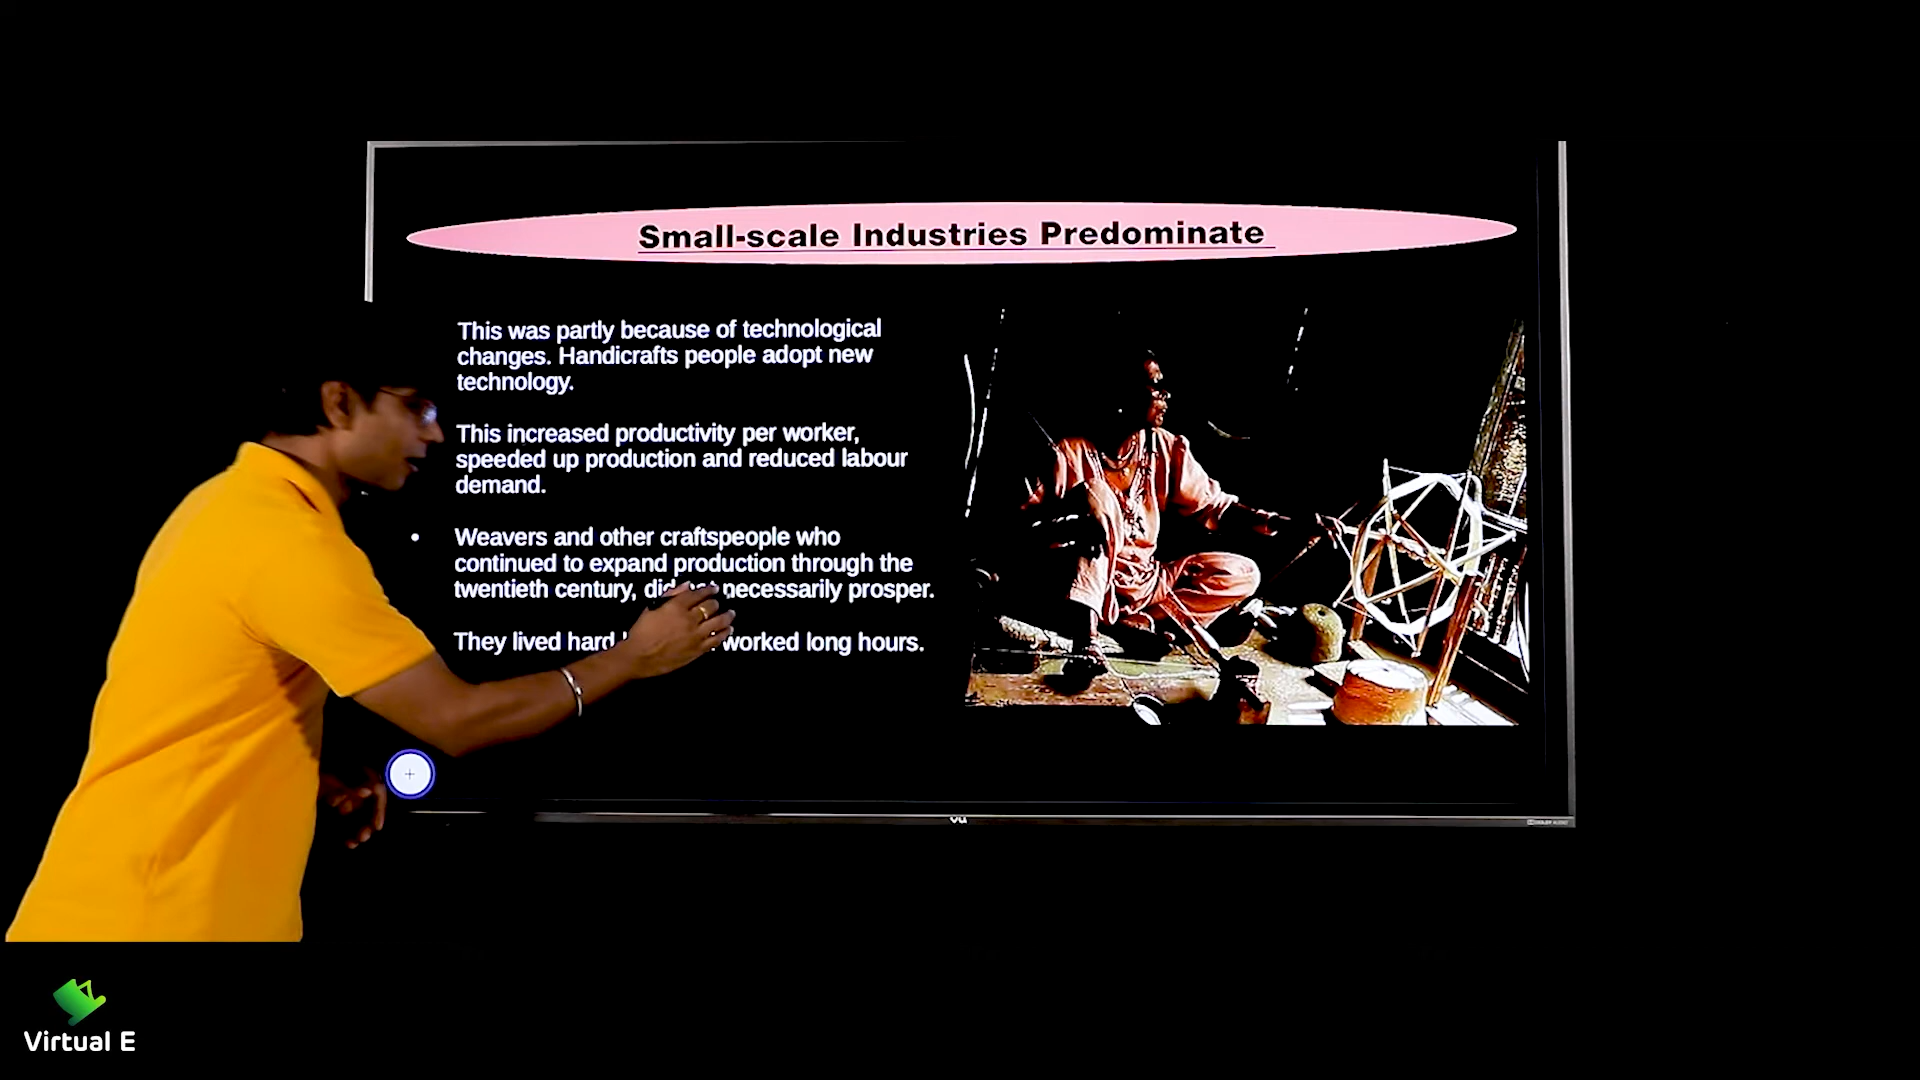 Small-scale Industries Predominate
This was partly because of technological
changes. Handicrafts people adopt new
technology.
This increased productivity per worker,
speeded up production and reduced labour
demand.
• Weavers and other craftspeople who
continued to expand production through the
twentieth century, necessarily prosper.
They lived hard worked long hours.
vu
Virtual E